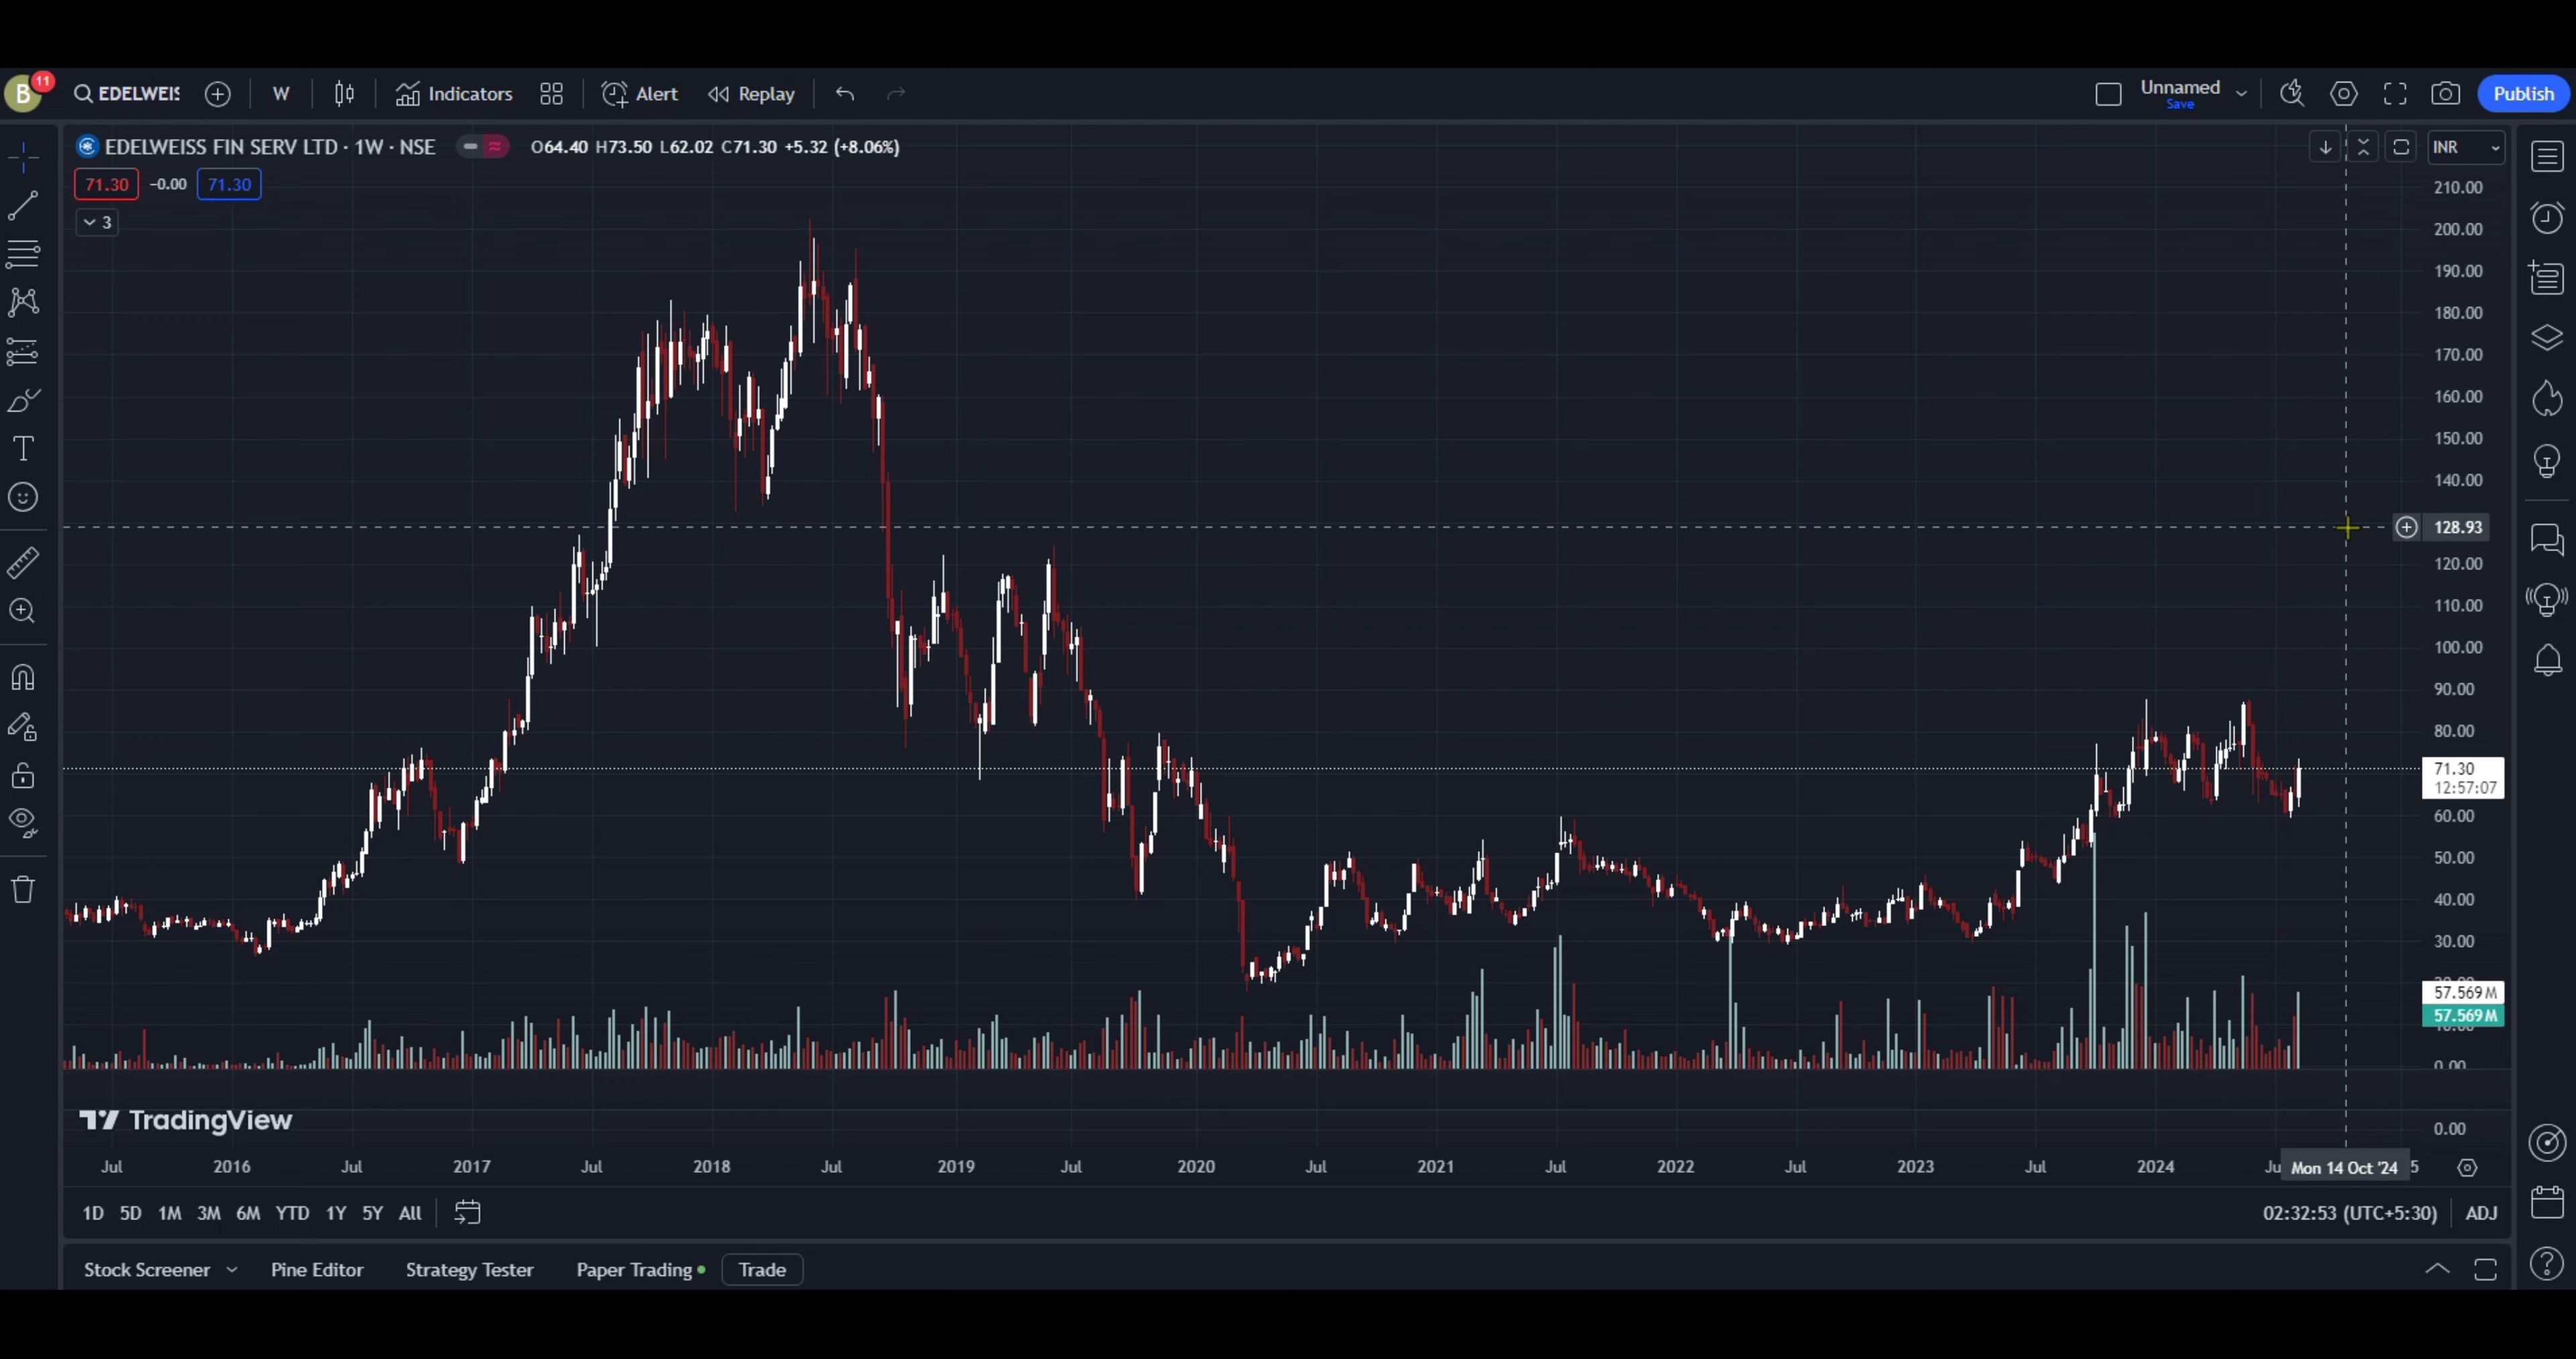 B 11 EDELWEIS W Indicators Alert Replay Unnamed Save Publish
EDELWEISS FIN SERV LTD · 1W · NSE O64.40 H73.50 L62.02 C71.30 +5.32 (+8.06%) INR
71.30 −0.00 71.30
3
210.00
200.00
190.00
180.00
170.00
160.00
150.00
140.00
128.93
120.00
110.00
100.00
90.00
80.00
71.30
12:57:07
60.00
50.00
40.00
30.00
57.569 M
57.569 M
0.00
TradingView
0.00
Jul 2016 Jul 2017 Jul 2018 Jul 2019 Jul 2020 Jul 2021 Jul 2022 Jul 2023 Jul 2024 Ju Mon 14 Oct '24 5
1D 5D 1M 3M 6M YTD 1Y 5Y All 02:32:53 (UTC+5:30) ADJ
Stock Screener Pine Editor Strategy Tester Paper Trading Trade